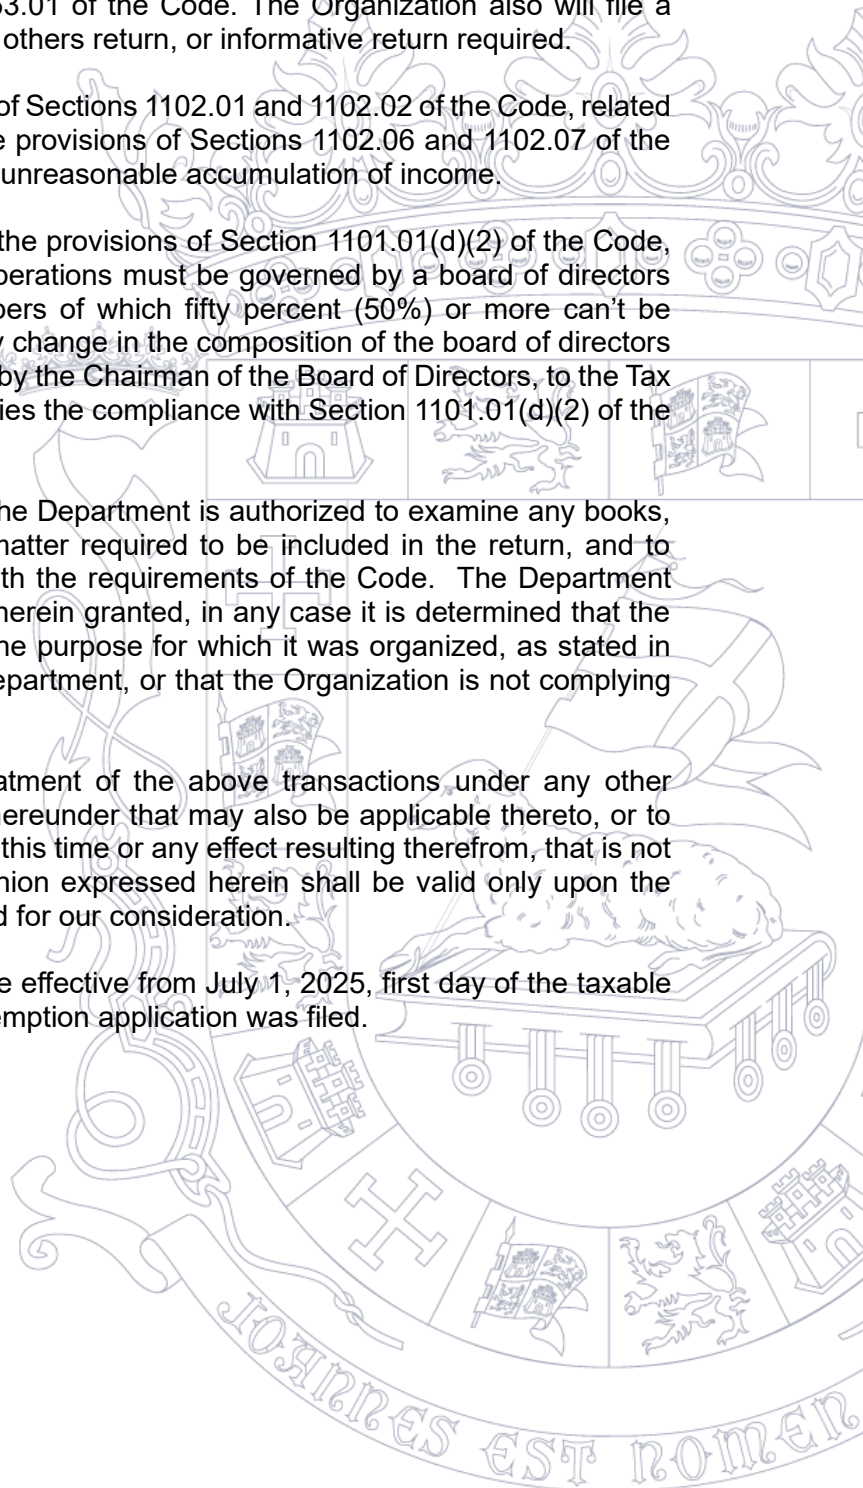 53.01 of the Code. The Organization also will file a
others return, or informative return required.
of Sections 1102.01 and 1102.02 of the Code, related
e provisions of Sections 1102.06 and 1102.07 of the
unreasonable accumulation of income.
the provisions of Section 1101.01(d)(2) of the Code,
perations must be governed by a board of directors
bers of which fifty percent (50%) or more can't be
y change in the composition of the board of directors
by the Chairman of the Board of Directors, to the Tax
ies the compliance with Section 1101.01(d)(2) of the
he Department is authorized to examine any books,
matter required to be included in the return, and to
th the requirements of the Code. The Department
herein granted, in any case it is determined that the
he purpose for which it was organized, as stated in
epartment, or that the Organization is not complying
atment of the above transactions under any other
hereunder that may also be applicable thereto, or to
this time or any effect resulting therefrom, that is not
nion expressed herein shall be valid only upon the
d for our consideration.
e effective from July 1, 2025, first day of the taxable
emption application was filed.
JOANNES EST NOMEN